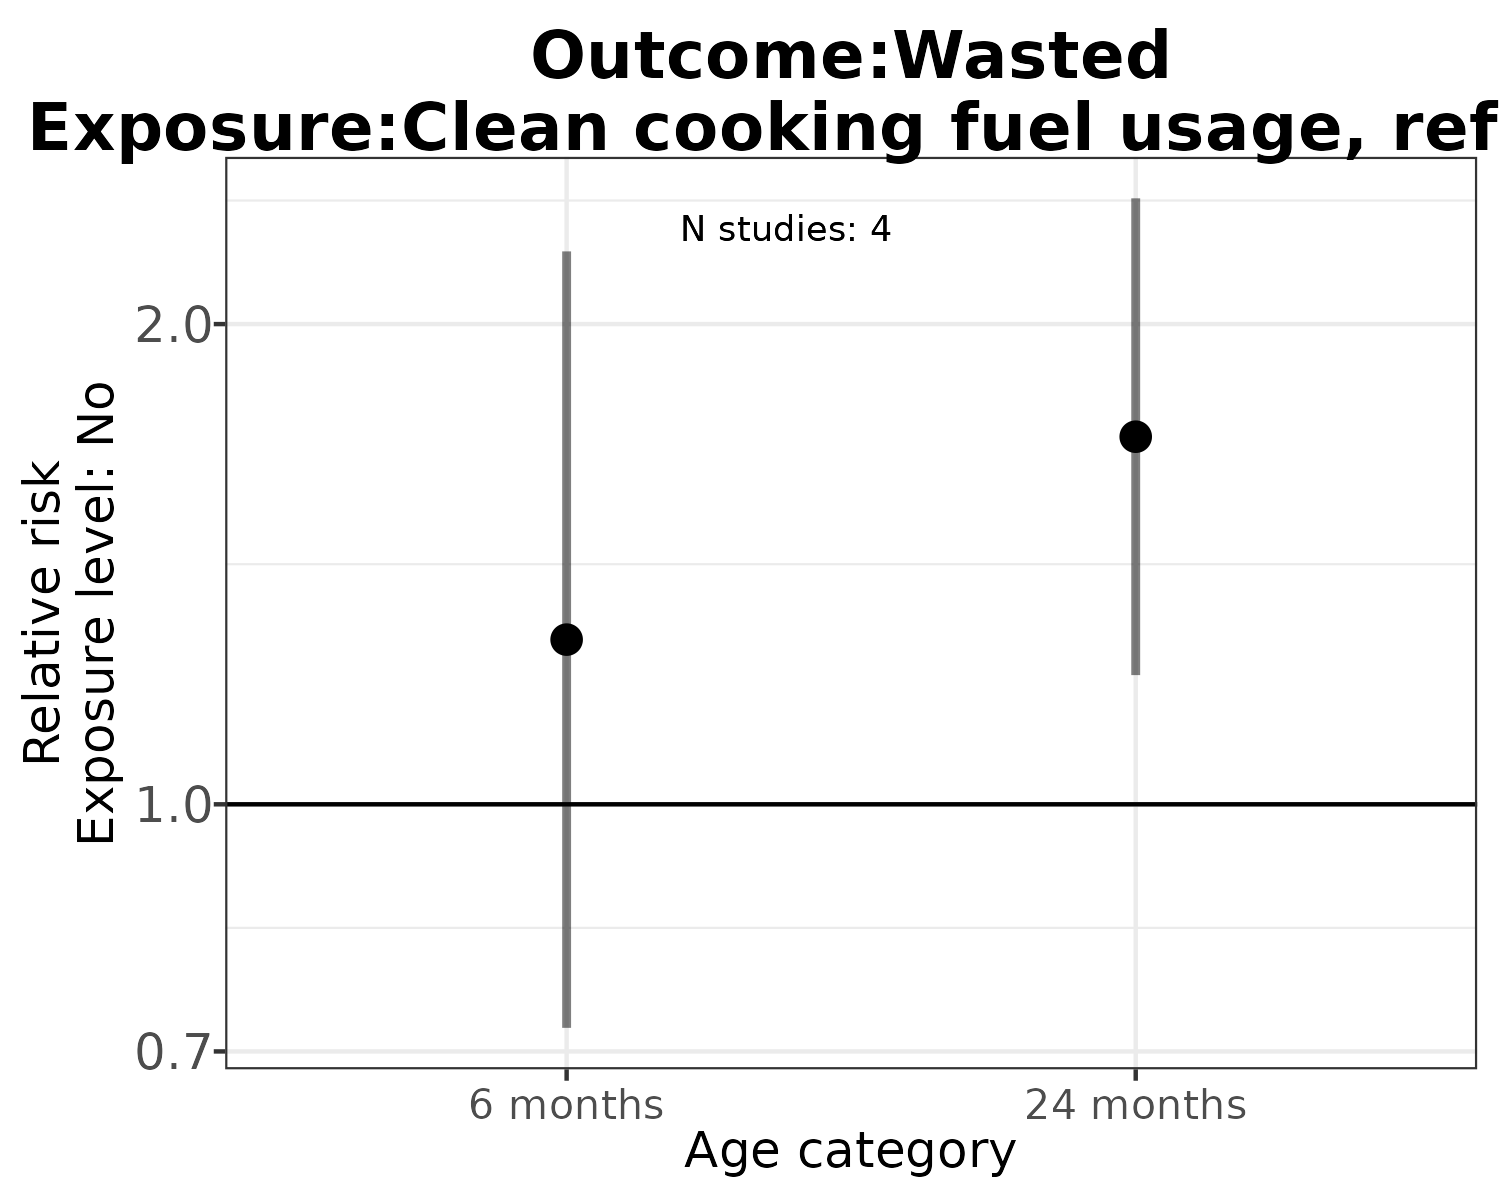 Outcome:Wasted
Exposure:Clean cooking fuel usage, ref
N studies: 4
2.0
1.0
0.7
Relative risk
Exposure level: No
6 months
24 months
Age category